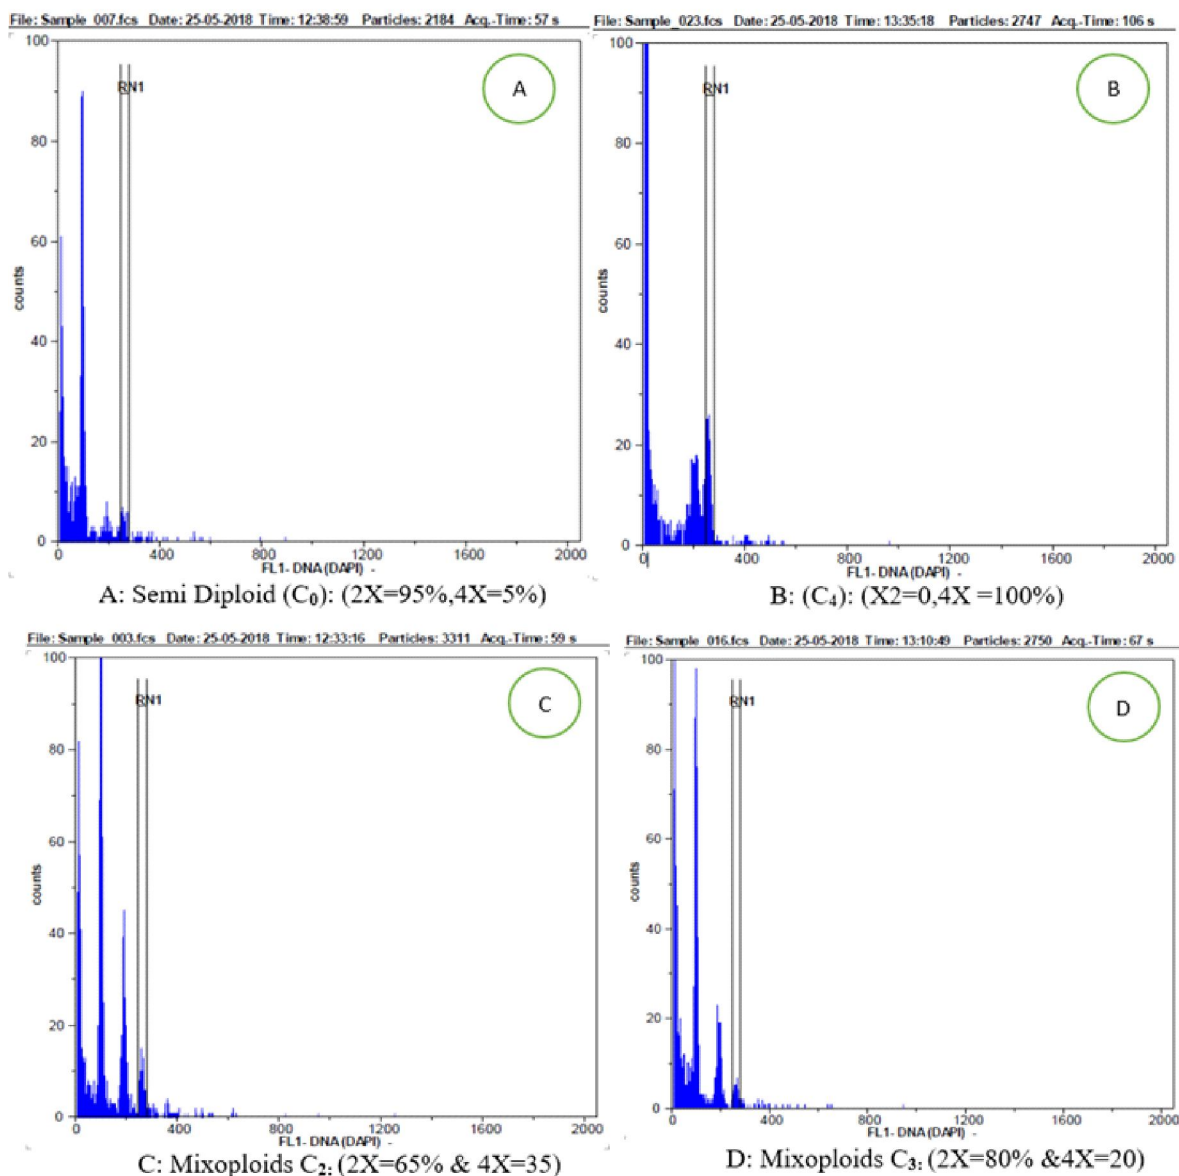 File: Sample_007.fcs Date: 25-05-2018 Time: 12:38:59 Particles: 2184 Acq.-Time: 57 s
100
80
60
40
20
0
counts
RN1
A
0 400 800 1200 1600 2000
FL1- DNA (DAPI) -
A: Semi Diploid (C₀): (2X=95%,4X=5%)
File: Sample_023.fcs Date: 25-05-2018 Time: 13:35:18 Particles: 2747 Acq.-Time: 106 s
100
80
60
40
20
0
counts
RN1
B
0 400 800 1200 1600 2000
FL1- DNA (DAPI) -
B: (C₄): (X2=0,4X =100%)
File: Sample_003.fcs Date: 25-05-2018 Time: 12:33:16 Particles: 3311 Acq.-Time: 59 s
100
80
60
40
20
0
counts
RN1
C
0 400 800 1200 1600 2000
FL1- DNA (DAPI) -
C: Mixoploids C₂: (2X=65% & 4X=35)
File: Sample_016.fcs Date: 25-05-2018 Time: 13:10:49 Particles: 2750 Acq.-Time: 67 s
100
80
60
40
20
0
counts
RN1
D
0 400 800 1200 1600 2000
FL1- DNA (DAPI) -
D: Mixoploids C₃: (2X=80% &4X=20)